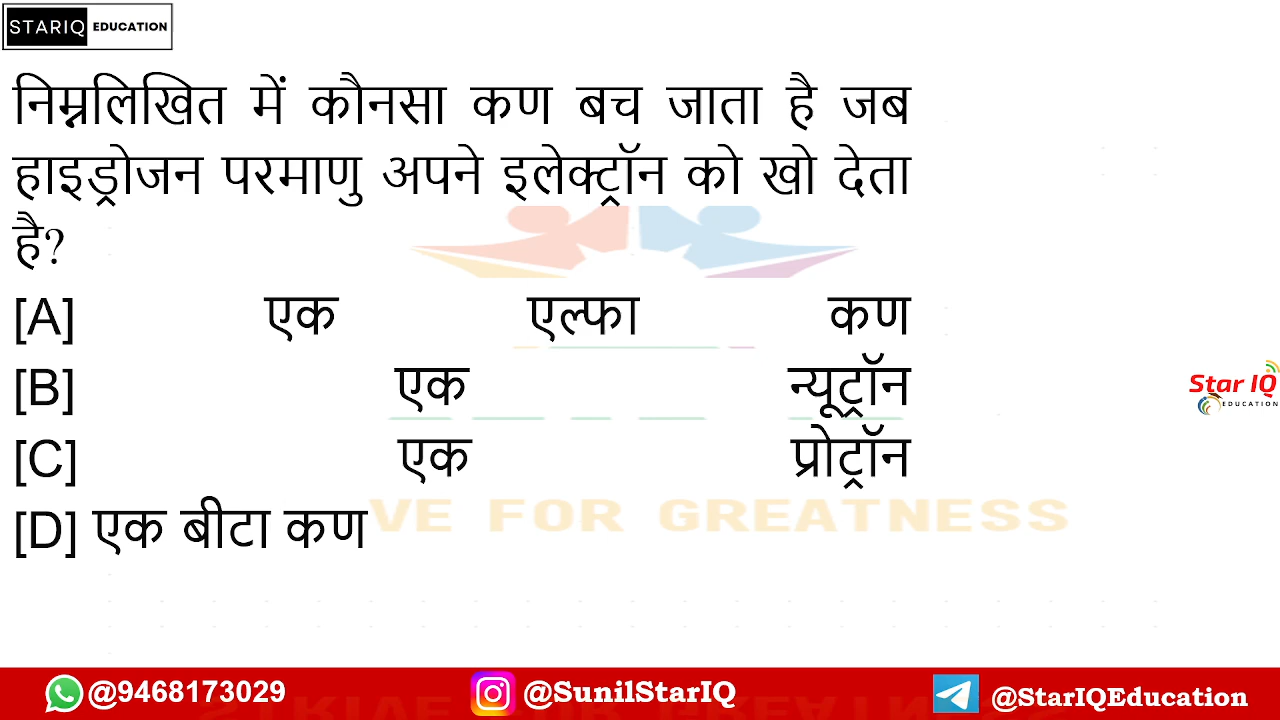 STARIQ EDUCATION
निम्नलिखित में कौनसा कण बच जाता है जब
हाइड्रोजन परमाणु अपने इलेक्ट्रॉन को खो देता
है?
[A] एक एल्फा कण
[B] एक न्यूट्रॉन
[C] एक प्रोट्रॉन
[D] एक बीटा कण
VE FOR GREATNESS
Star IQ
EDUCATION
@9468173029 @SunilStarIQ @StarIQEducation